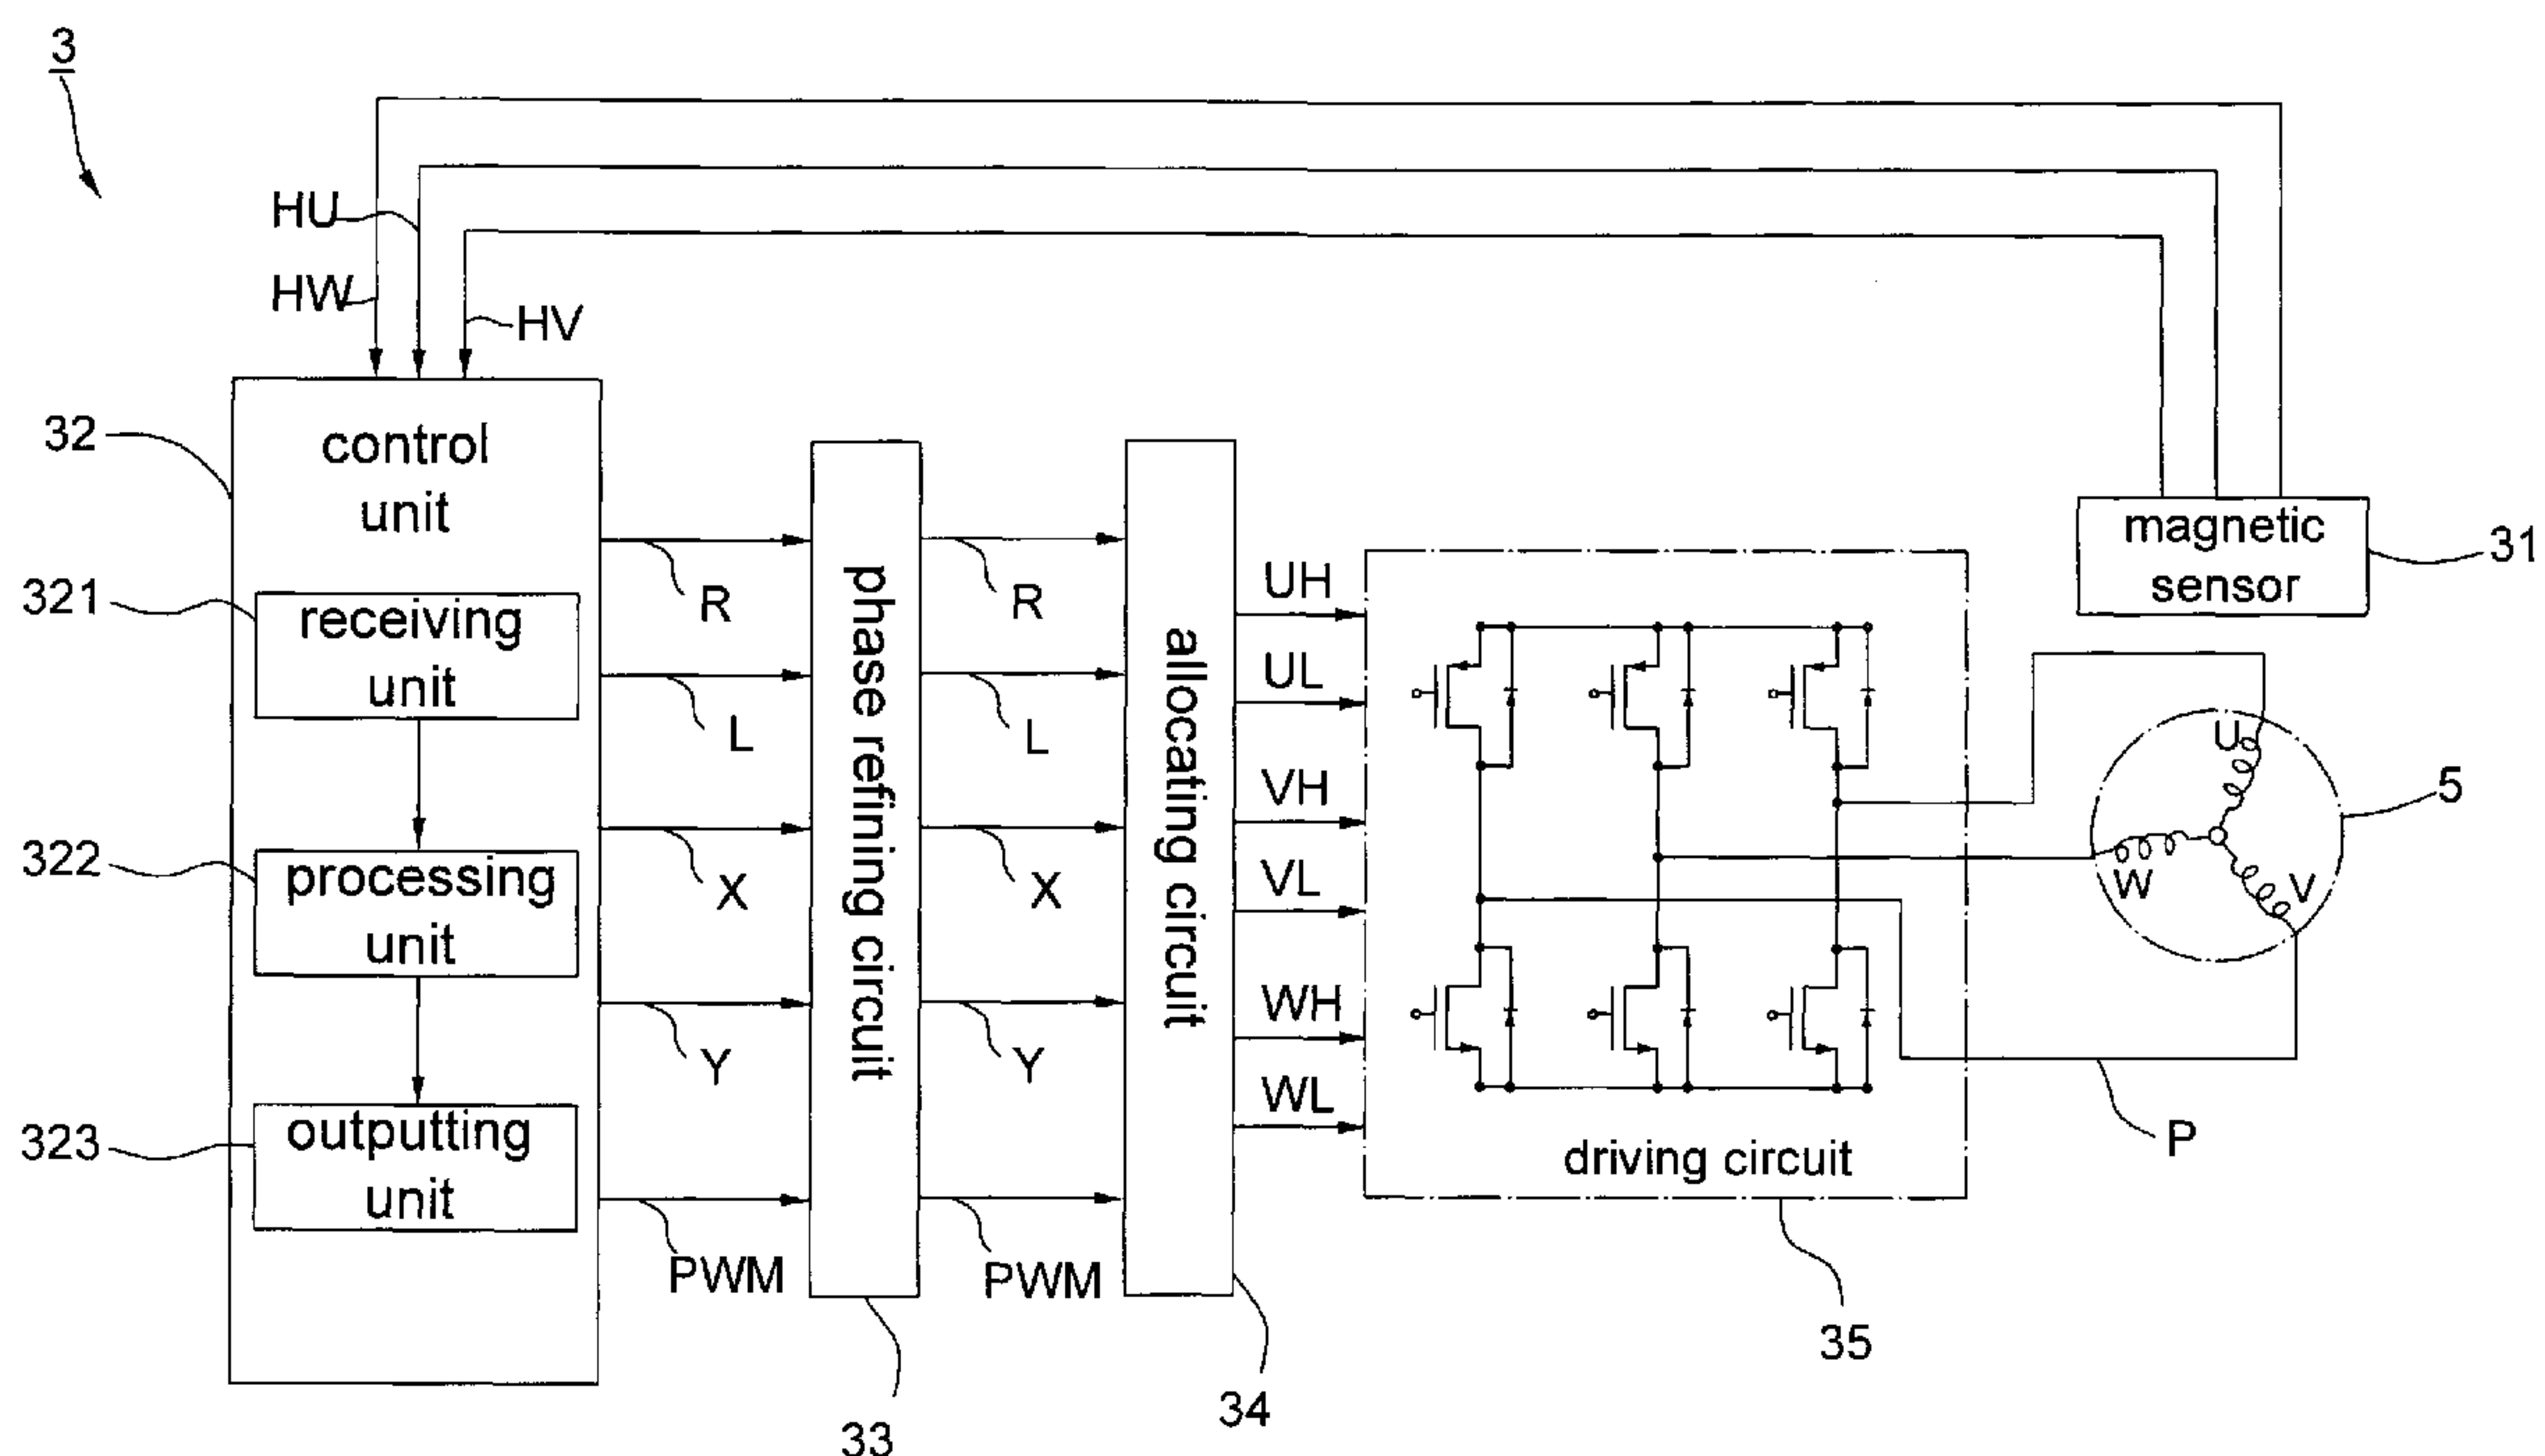 3
HU
HW
HV
32
control
unit
321
receiving
unit
322
processing
unit
323
outputting
unit
R
L
X
Y
PWM
phase refining circuit
33
R
L
X
Y
PWM
allocating circuit
34
UH
UL
VH
VL
WH
WL
driving circuit
35
magnetic
sensor
31
U
W
V
5
P